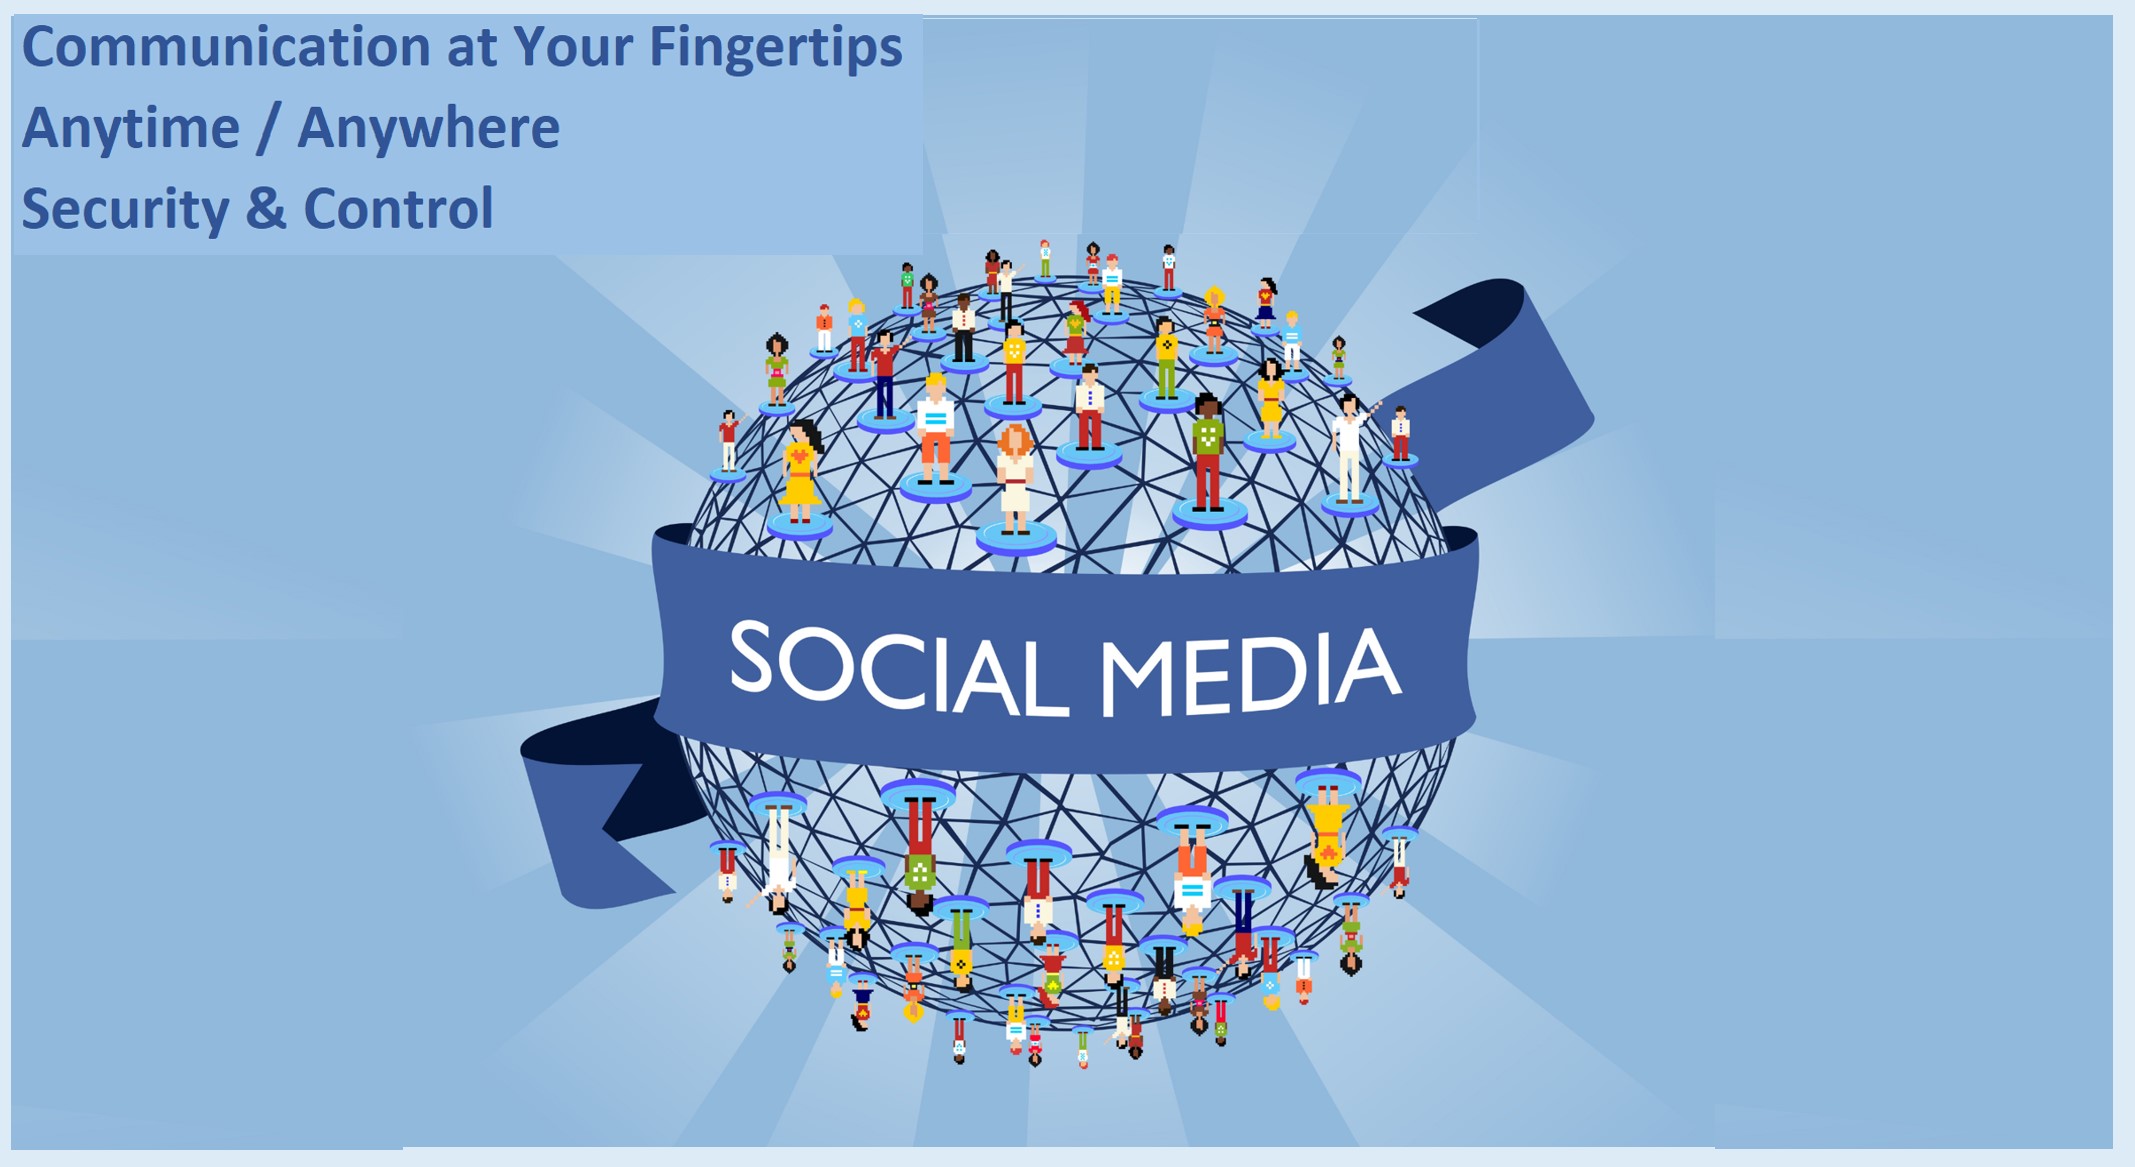 Communication at Your Fingertips
Anytime / Anywhere
Security & Control
SOCIAL MEDIA